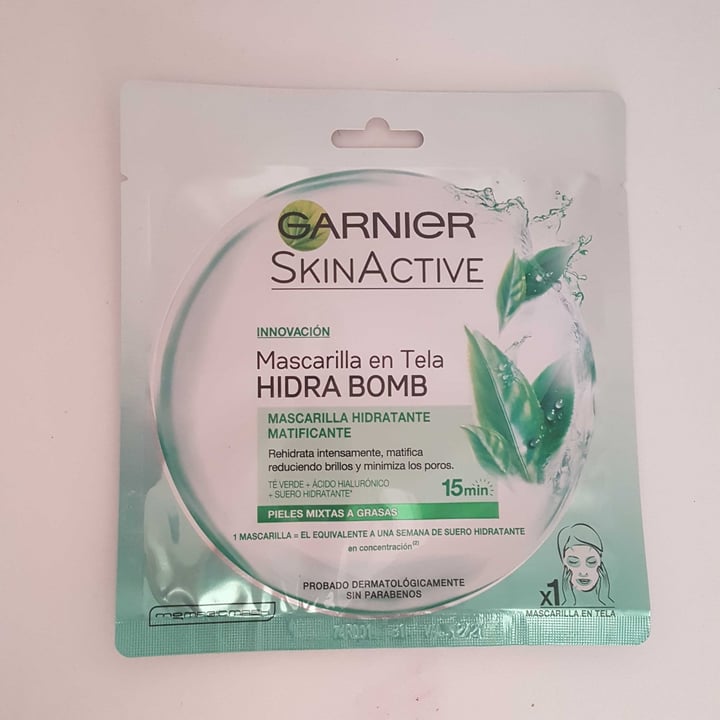 GARNIER
SKINACTIVE
INNOVACIÓN
Mascarilla en Tela
HIDRA BOMB
MASCARILLA HIDRATANTE
MATIFICANTE
Rehidrata intensamente, matifica
reduciendo brillos y minimiza los poros.
TÉ VERDE + ÁCIDO HIALURÓNICO
+ SUERO HIDRATANTE*
15min
PIELES MIXTAS A GRASAS
1 MASCARILLA = EL EQUIVALENTE A UNA SEMANA DE SUERO HIDRATANTE
en concentración(2)
PROBADO DERMATOLÓGICAMENTE
SIN PARABENOS
x1
MASCARILLA EN TELA